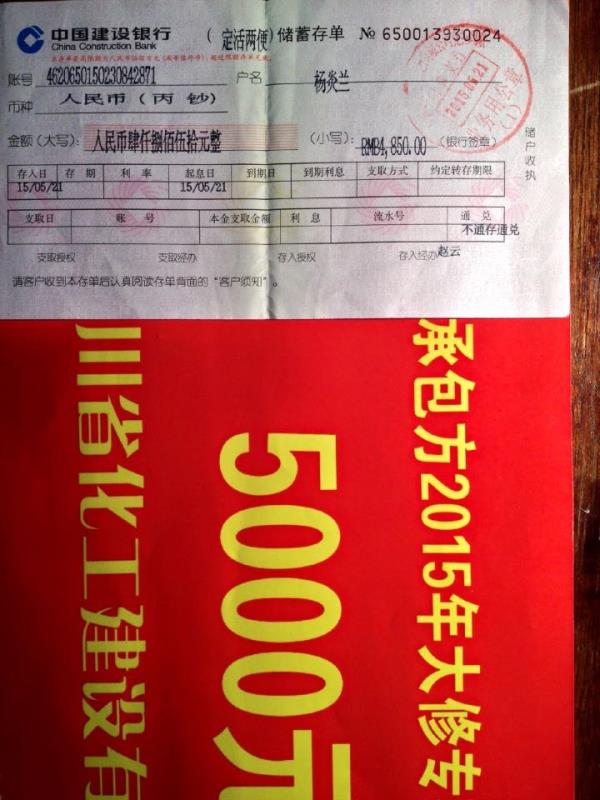 中国建设银行
China Construction Bank
(定活两便)储蓄存单 № 650013930024
账号 4620650150230842871 户名 杨炎兰
币种 人民币(丙 钞)
金额(大写): 人民币肆仟捌佰伍拾元整 (小写): RMB4,850.00 (银行签章)
储户收执
2015.05.21
存入日 存 期 利 率 起息日 到期日 到期利息 支取方式 约定转存期限
15/05/21 15/05/21
支取日 账 号 本金支取金额 利 息 流水号 通 兑
不通存通兑
支取授权 支取经办 存入授权 存入经办 赵云
请客户收到本存单后认真阅读存单背面的“客户须知”。
承包方2015年大修专
5000元
川省化工建设有